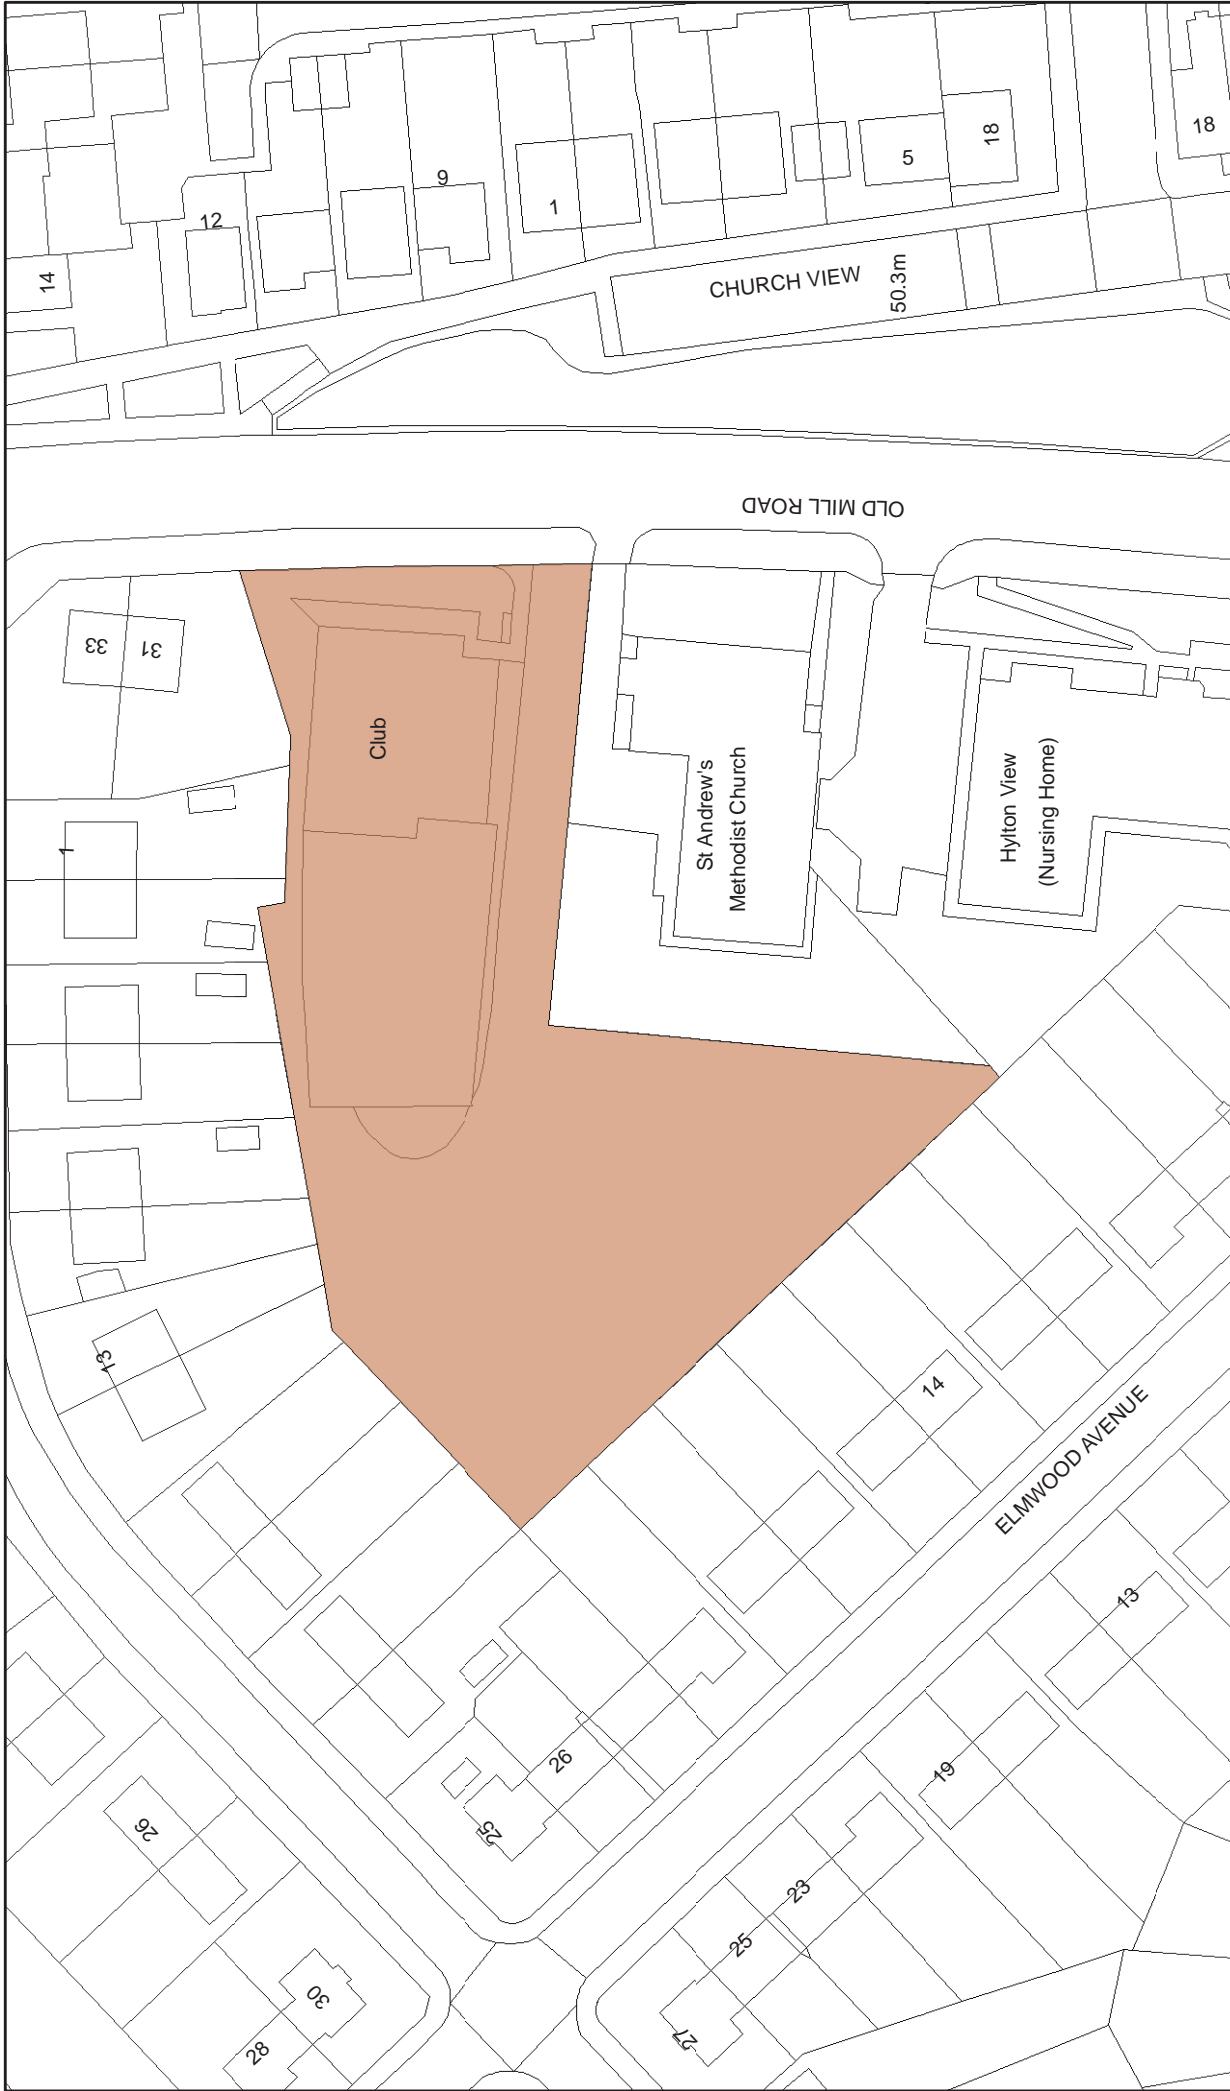 18
18
5
9
1
12
14
CHURCH VIEW
50.3m
OLD MILL ROAD
33
31
Club
St Andrew's
Methodist Church
Hylton View
(Nursing Home)
1
13
14
ELMWOOD AVENUE
13
26
19
25
26
23
25
30
27
28